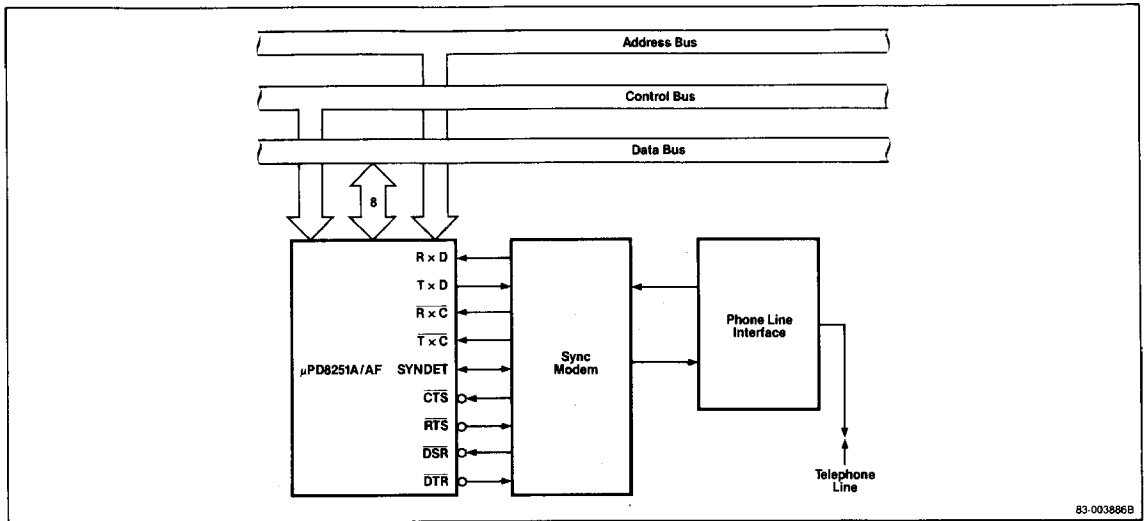 Address Bus
Control Bus
Data Bus
8
R × D
T × D
R × C
T × C
μPD8251A/AF
SYNDET
CTS
RTS
DSR
DTR
Sync
Modem
Phone Line
Interface
Telephone
Line
83-003886B